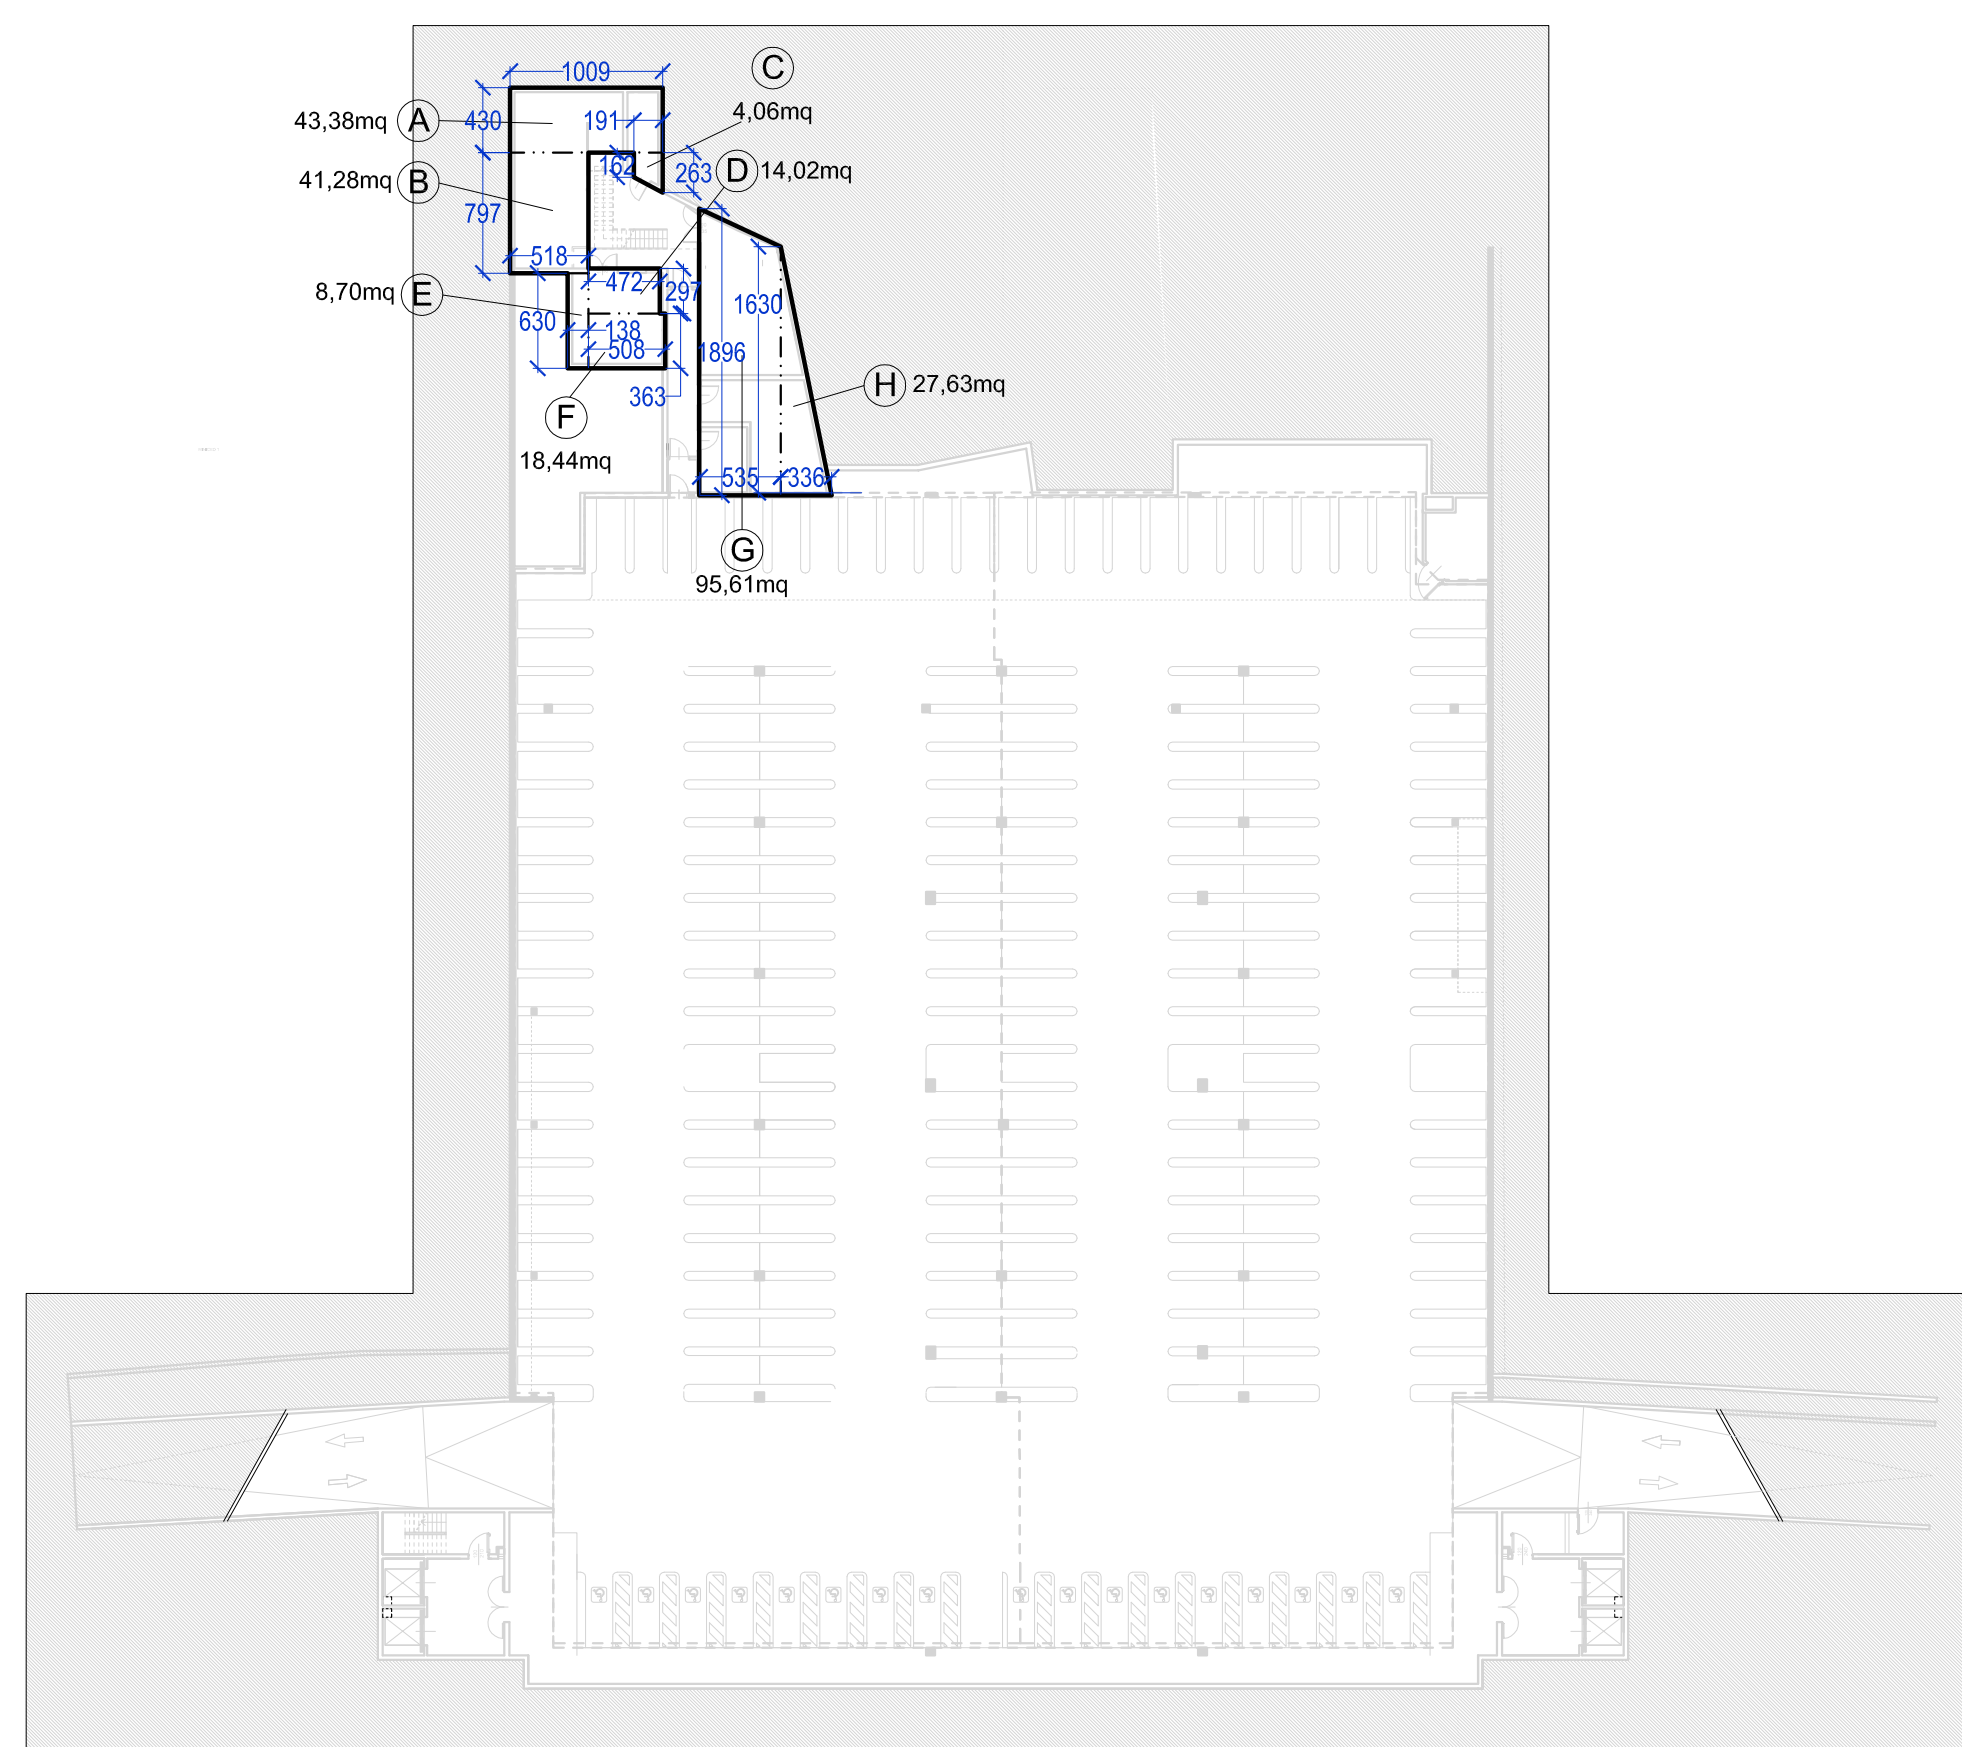 C
1009
4,06mq
43,38mq
A
430
191
162
263
D
14,02mq
41,28mq
B
797
518
472
297
8,70mq
E
1630
630
138
508
1896
363
H
27,63mq
F
18,44mq
535
336
G
95,61mq